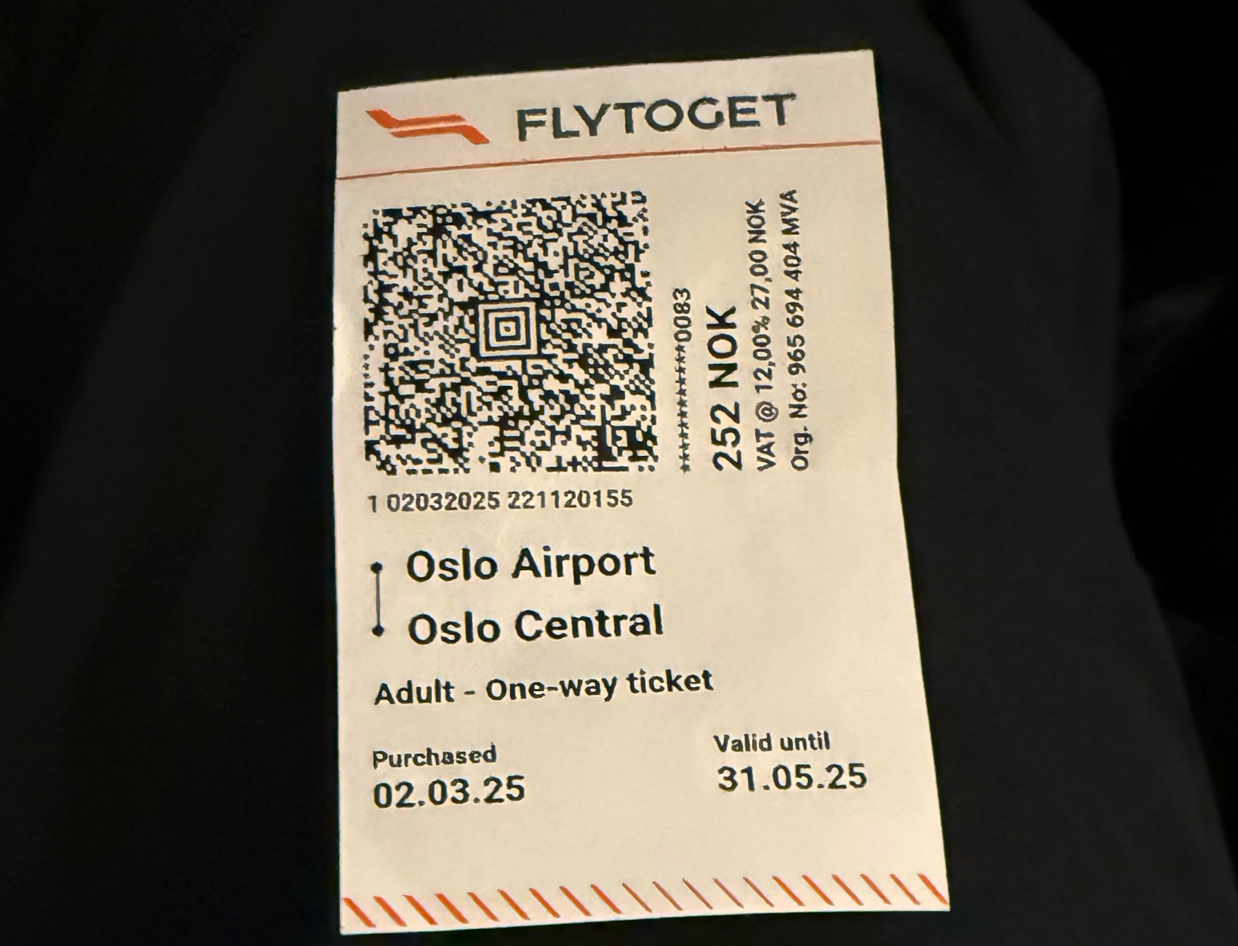 FLYTOGET
************0083
252 NOK
VAT @ 12,00% 27,00 NOK
Org. No: 965 694 404 MVA
1 02032025 221120155
Oslo Airport
Oslo Central
Adult - One-way ticket
Purchased
02.03.25
Valid until
31.05.25